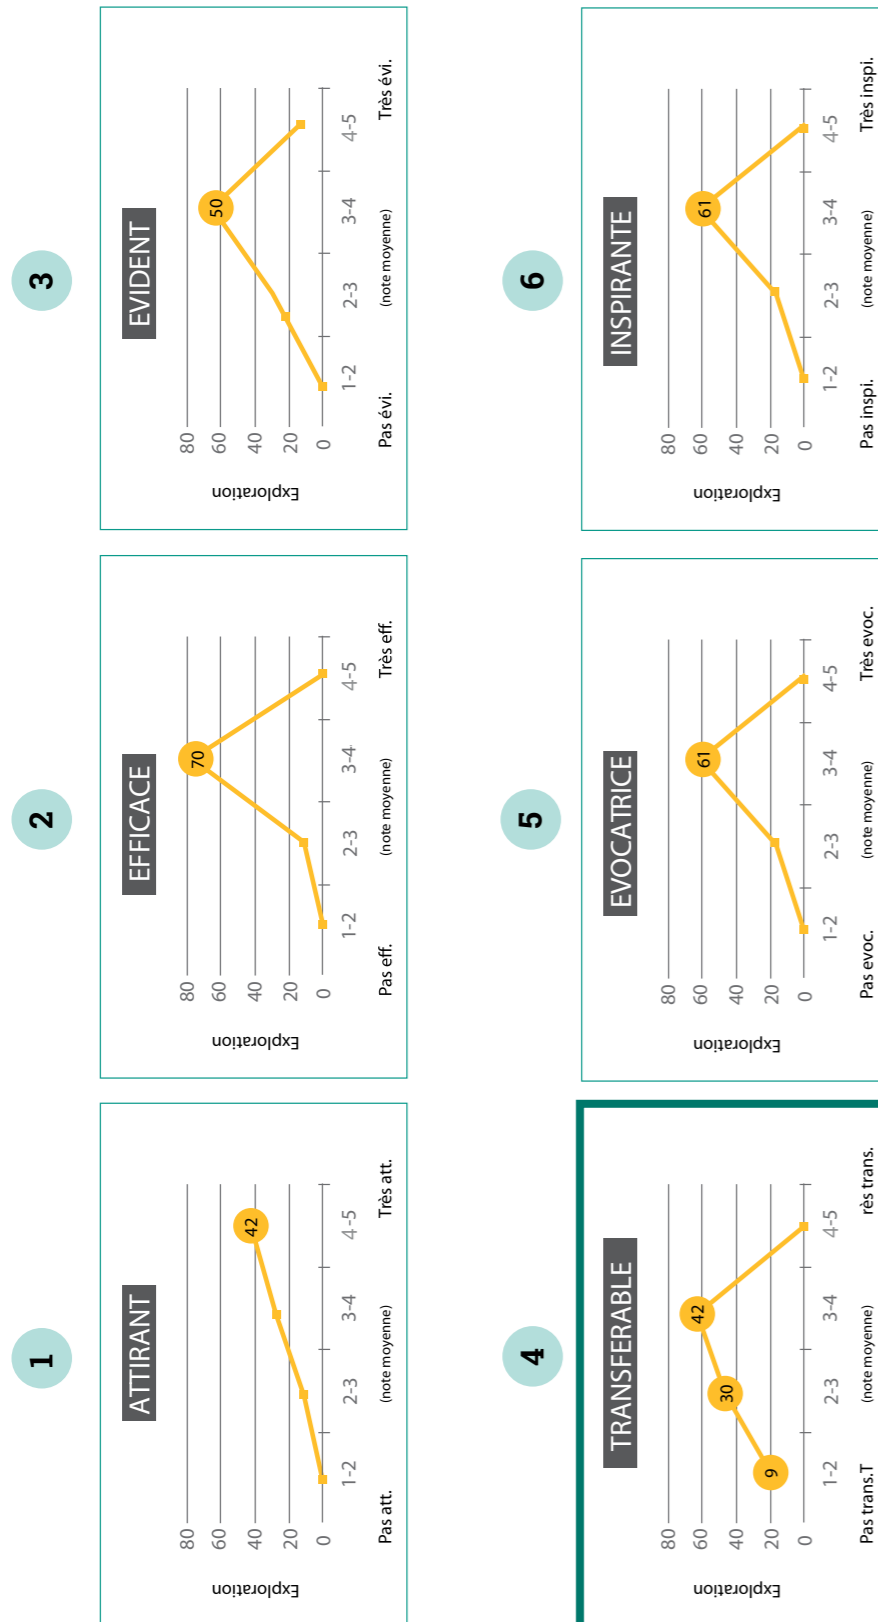 1
ATTIRANT
Exploration
80
60
40
20
0
42
1-2
2-3
3-4
4-5
Pas att.
(note moyenne)
Très att.
2
EFFICACE
Exploration
80
60
40
20
0
70
1-2
2-3
3-4
4-5
Pas eff.
(note moyenne)
Très eff.
3
EVIDENT
Exploration
80
60
40
20
0
50
1-2
2-3
3-4
4-5
Pas évi.
(note moyenne)
Très évi.
4
TRANSFERABLE
Exploration
80
60
40
20
0
9
30
42
1-2
2-3
3-4
4-5
Pas trans.T
(note moyenne)
rès trans.
5
EVOCATRICE
Exploration
80
60
40
20
0
61
1-2
2-3
3-4
4-5
Pas evoc.
(note moyenne)
Très evoc.
6
INSPIRANTE
Exploration
80
60
40
20
0
61
1-2
2-3
3-4
4-5
Pas inspi.
(note moyenne)
Très inspi.